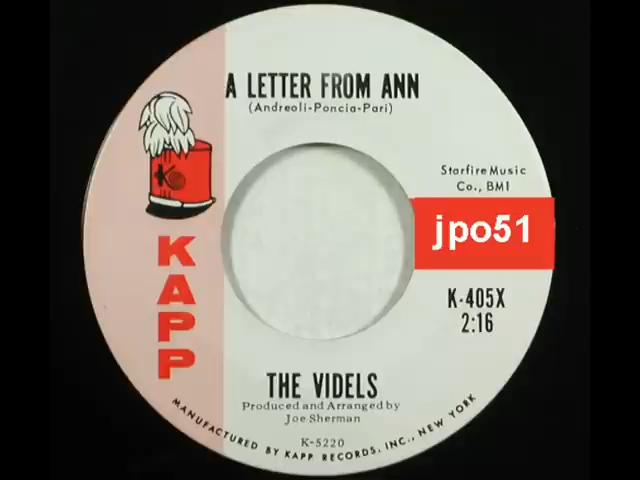 A LETTER FROM ANN
(Andreoli-Poncia-Pari)
K
Starfire Music
Co., BMI
jpo51
KAPP
K-405X
2:16
THE VIDELS
Produced and Arranged by
Joe Sherman
K-5220
MANUFACTURED BY KAPP RECORDS, INC., NEW YORK